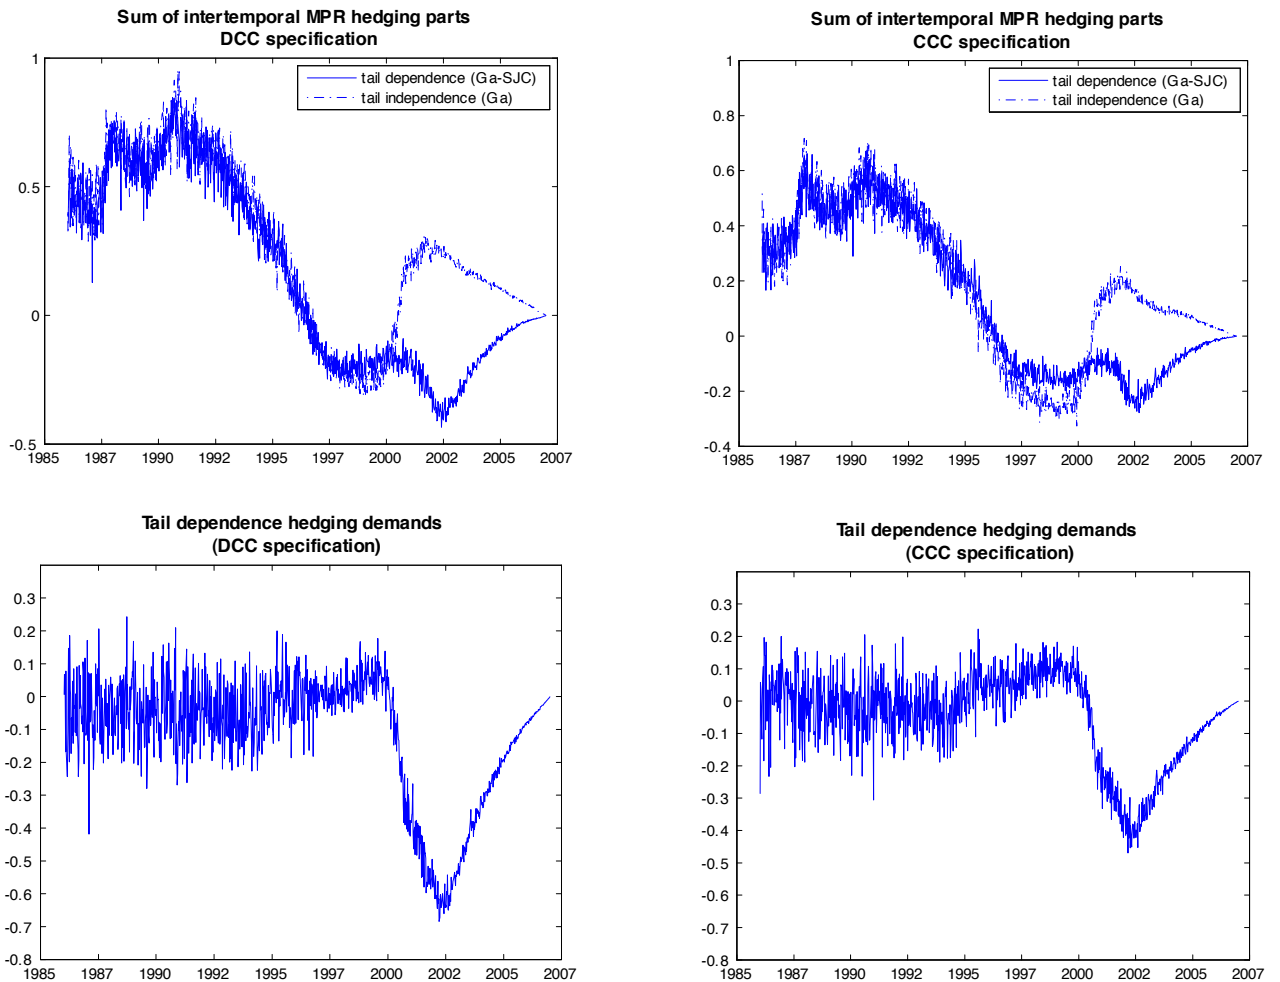 Sum of intertemporal MPR hedging parts
DCC specification
1
0.5
0
-0.5
tail dependence (Ga-SJC)
tail independence (Ga)
1985 1987 1990 1992 1995 1997 2000 2002 2005 2007
Sum of intertemporal MPR hedging parts
CCC specification
1
0.8
0.6
0.4
0.2
0
-0.2
-0.4
tail dependence (Ga-SJC)
tail independence (Ga)
1985 1987 1990 1992 1995 1997 2000 2002 2005 2007
Tail dependence hedging demands
(DCC specification)
0.3
0.2
0.1
0
-0.1
-0.2
-0.3
-0.4
-0.5
-0.6
-0.7
-0.8
1985 1987 1990 1992 1995 1997 2000 2002 2005 2007
Tail dependence hedging demands
(CCC specification)
0.3
0.2
0.1
0
-0.1
-0.2
-0.3
-0.4
-0.5
-0.6
-0.7
-0.8
1985 1987 1990 1992 1995 1997 2000 2002 2005 2007